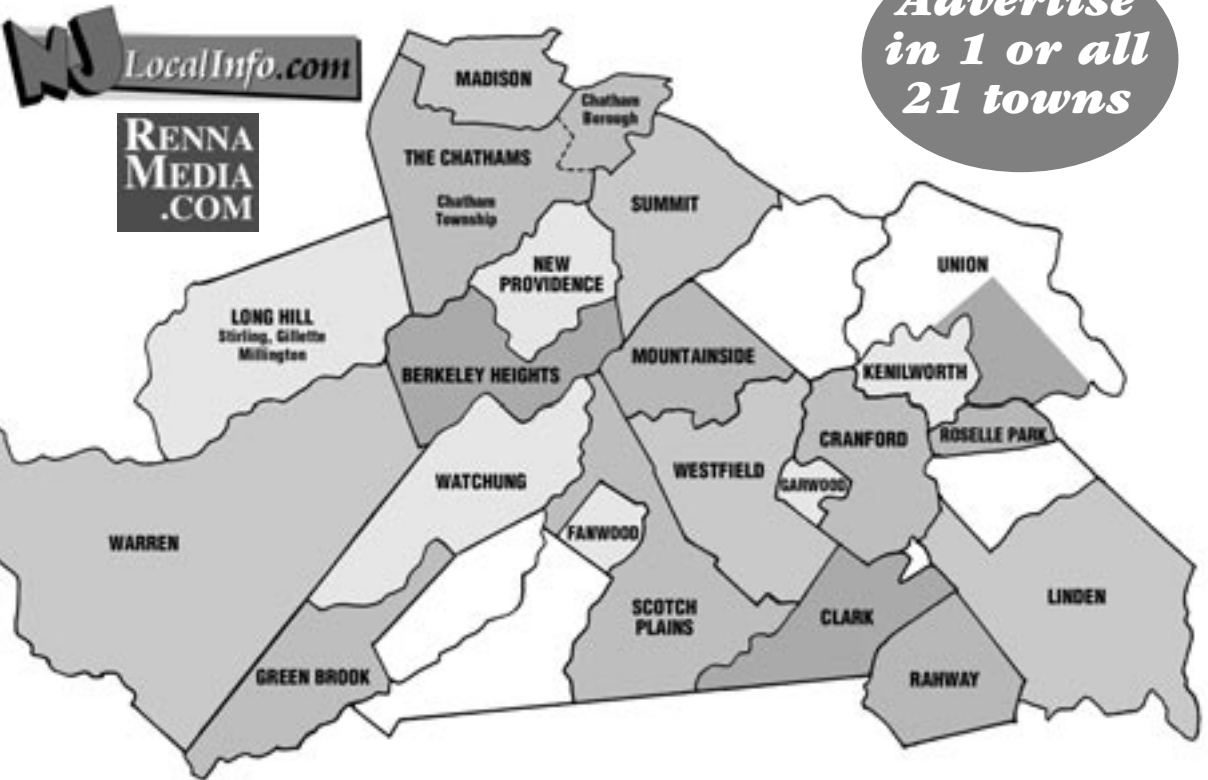 NJ LocalInfo.com
RENNA
MEDIA
.COM
Advertise
in 1 or all
21 towns
MADISON
Chatham
Borough
THE CHATHAMS
Chatham
Township
SUMMIT
NEW
PROVIDENCE
UNION
LONG HILL
Stirling, Gillette
Millington
BERKELEY HEIGHTS
MOUNTAINSIDE
KENILWORTH
CRANFORD
ROSELLE PARK
WATCHUNG
WESTFIELD
GARWOOD
WARREN
FANWOOD
SCOTCH
PLAINS
CLARK
LINDEN
GREEN BROOK
RAHWAY